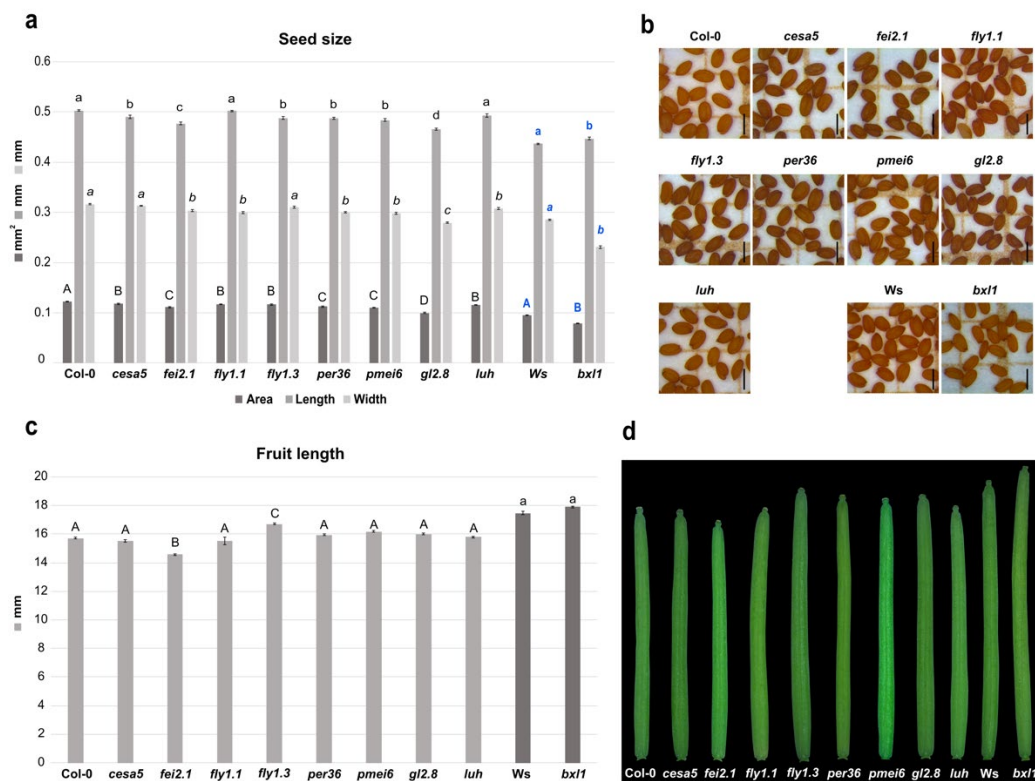 a
Seed size
0.6
0.5
0.4
0.3
0.2
0.1
0
mm² mm mm
a b c a b b b d a a b
a a b b a b b c b a b
A B C B B C C D B A B
Col-0 cesa5 fei2.1 fly1.1 fly1.3 per36 pmei6 gl2.8 luh Ws bxl1
Area Length Width
b
Col-0 cesa5 fei2.1 fly1.1
fly1.3 per36 pmei6 gl2.8
luh Ws bxl1
c
Fruit length
20
18
16
14
12
10
8
6
4
2
0
mm
A A B A C A A A A a a
Col-0 cesa5 fei2.1 fly1.1 fly1.3 per36 pmei6 gl2.8 luh Ws bxl1
d
Col-0 cesa5 fei2.1 fly1.1 fly1.3 per36 pmei6 gl2.8 luh Ws bxl1